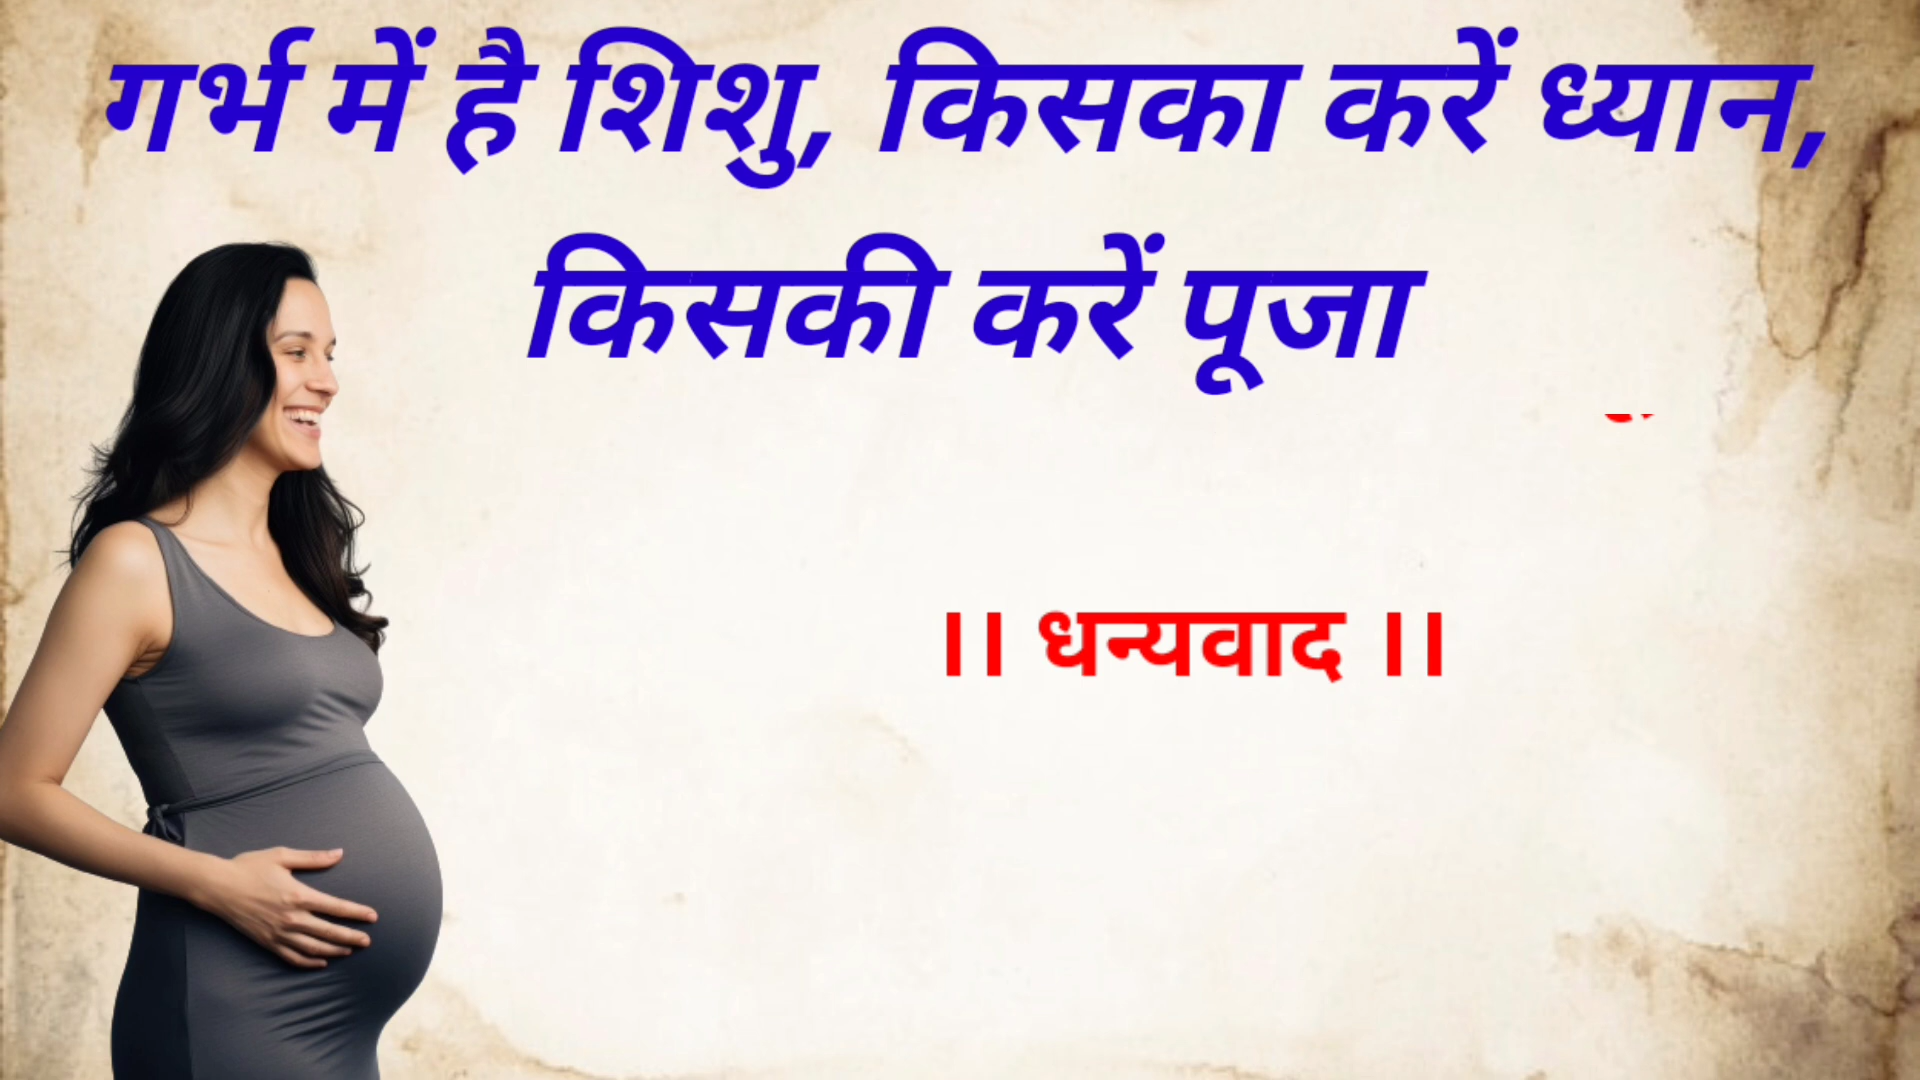 गर्भ में है शिशु, किसका करें ध्यान,
किसकी करें पूजा
।। धन्यवाद ।।